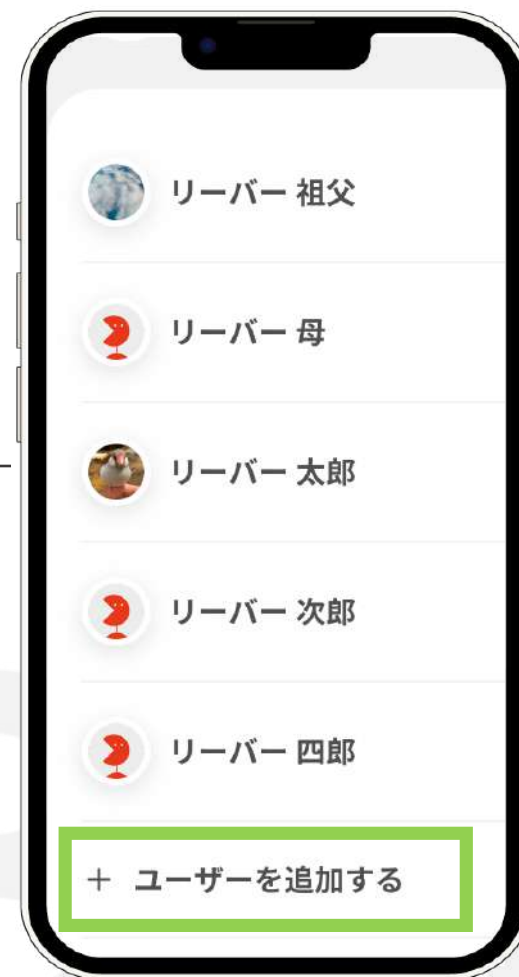 リーバー 祖父
リーバー 母
リーバー 太郎
リーバー 次郎
リーバー 四郎
＋ ユーザーを追加する